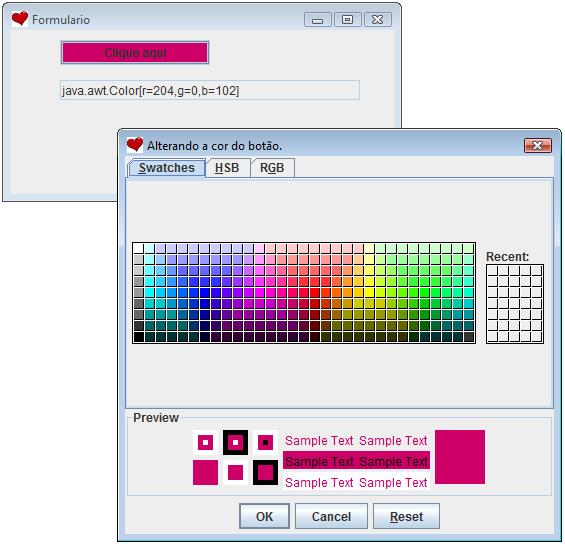 Formulario
Clique aqui
java.awt.Color[r=204,g=0,b=102]
Alterando a cor do botão.
Swatches HSB RGB
Recent:
Preview
Sample Text Sample Text
Sample Text Sample Text
Sample Text Sample Text
OK Cancel Reset